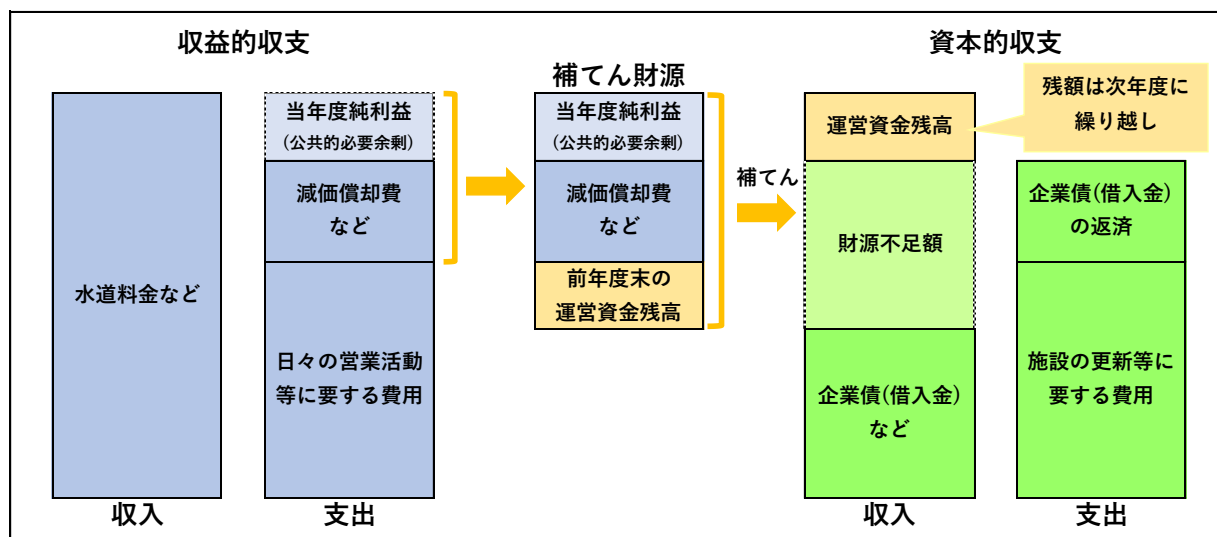 収益的収支
水道料金など
収入
当年度純利益
(公共的必要余剰)
減価償却費
など
日々の営業活動
等に要する費用
支出
補てん財源
当年度純利益
(公共的必要余剰)
減価償却費
など
前年度末の
運営資金残高
補てん
資本的収支
運営資金残高
財源不足額
企業債(借入金)
など
収入
残額は次年度に
繰り越し
企業債(借入金)
の返済
施設の更新等に
要する費用
支出